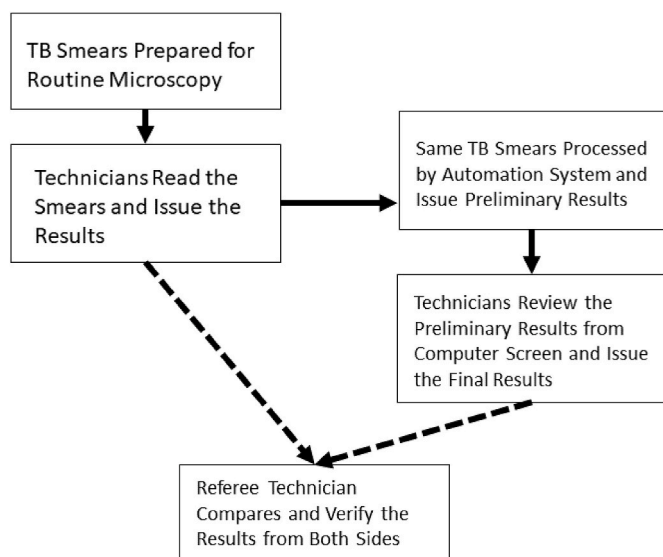 TB Smears Prepared for
Routine Microscopy
Technicians Read the
Smears and Issue the
Results
Same TB Smears Processed
by Automation System and
Issue Preliminary Results
Technicians Review the
Preliminary Results from
Computer Screen and Issue
the Final Results
Referee Technician
Compares and Verify the
Results from Both Sides